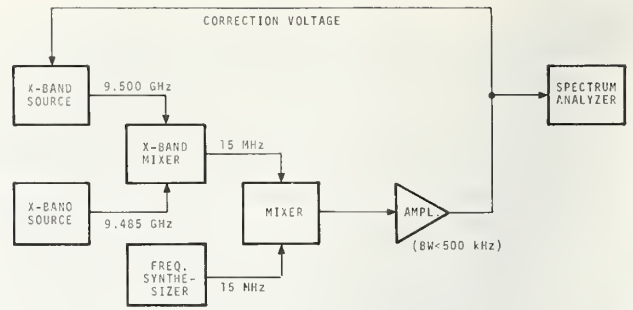 CORRECTION VOLTAGE
X-BAND
SOURCE
9.500 GHz
X-BAND
MIXER
15 MHz
SPECTRUM
ANALYZER
X-BAND
SOURCE
9.485 GHz
MIXER
AMPL.
(BW<500 kHz)
FREQ.
SYNTHE-
SIZER
15 MHz